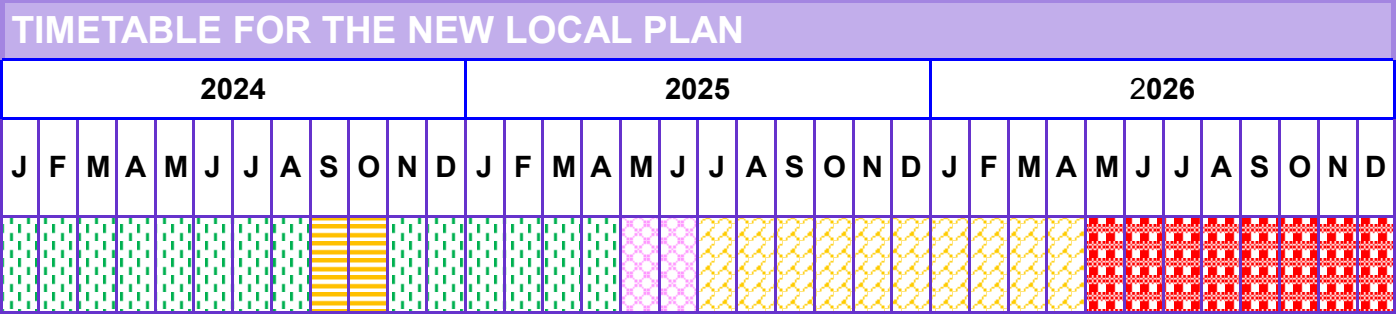 TIMETABLE FOR THE NEW LOCAL PLAN
2024 2025 2026
J F M A M J J A S O N D J F M A M J J A S O N D J F M A M J J A S O N D